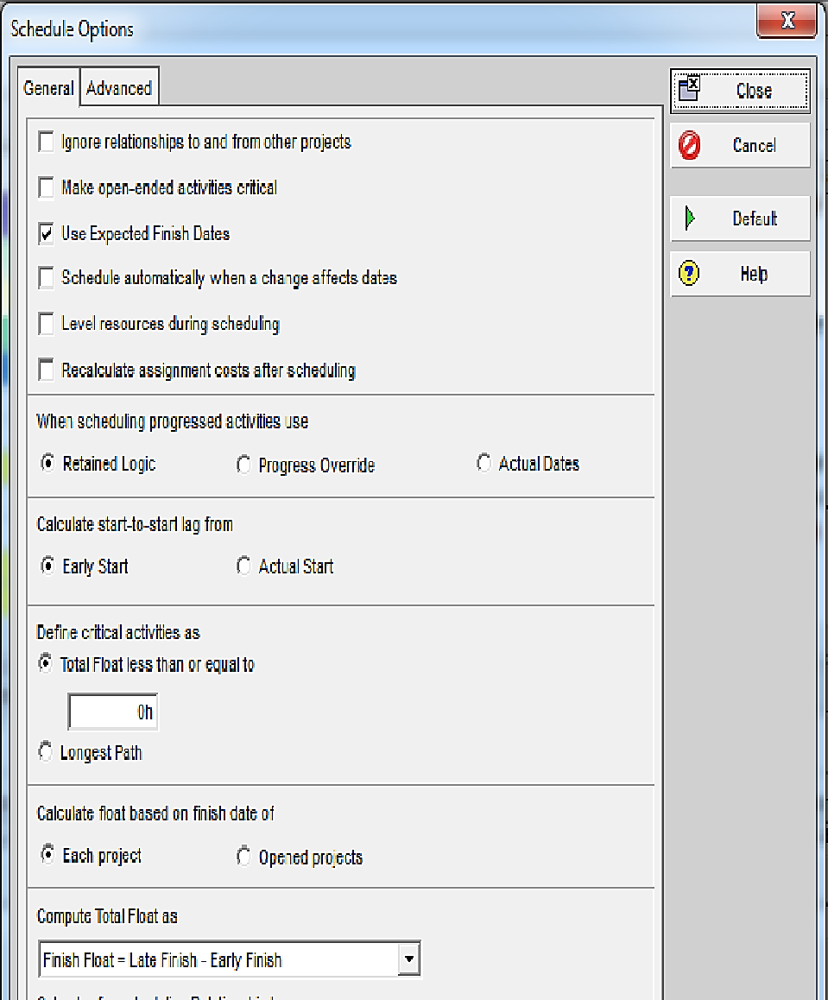 Schedule Options
General
Advanced
Close
Cancel
Default
Help
Ignore relationships to and from other projects
Make open-ended activities critical
Use Expected Finish Dates
Schedule automatically when a change affects dates
Level resources during scheduling
Recalculate assignment costs after scheduling
When scheduling progressed activities use
Retained Logic
Progress Override
Actual Dates
Calculate start-to-start lag from
Early Start
Actual Start
Define critical activities as
Total Float less than or equal to
0h
Longest Path
Calculate float based on finish date of
Each project
Opened projects
Compute Total Float as
Finish Float = Late Finish - Early Finish